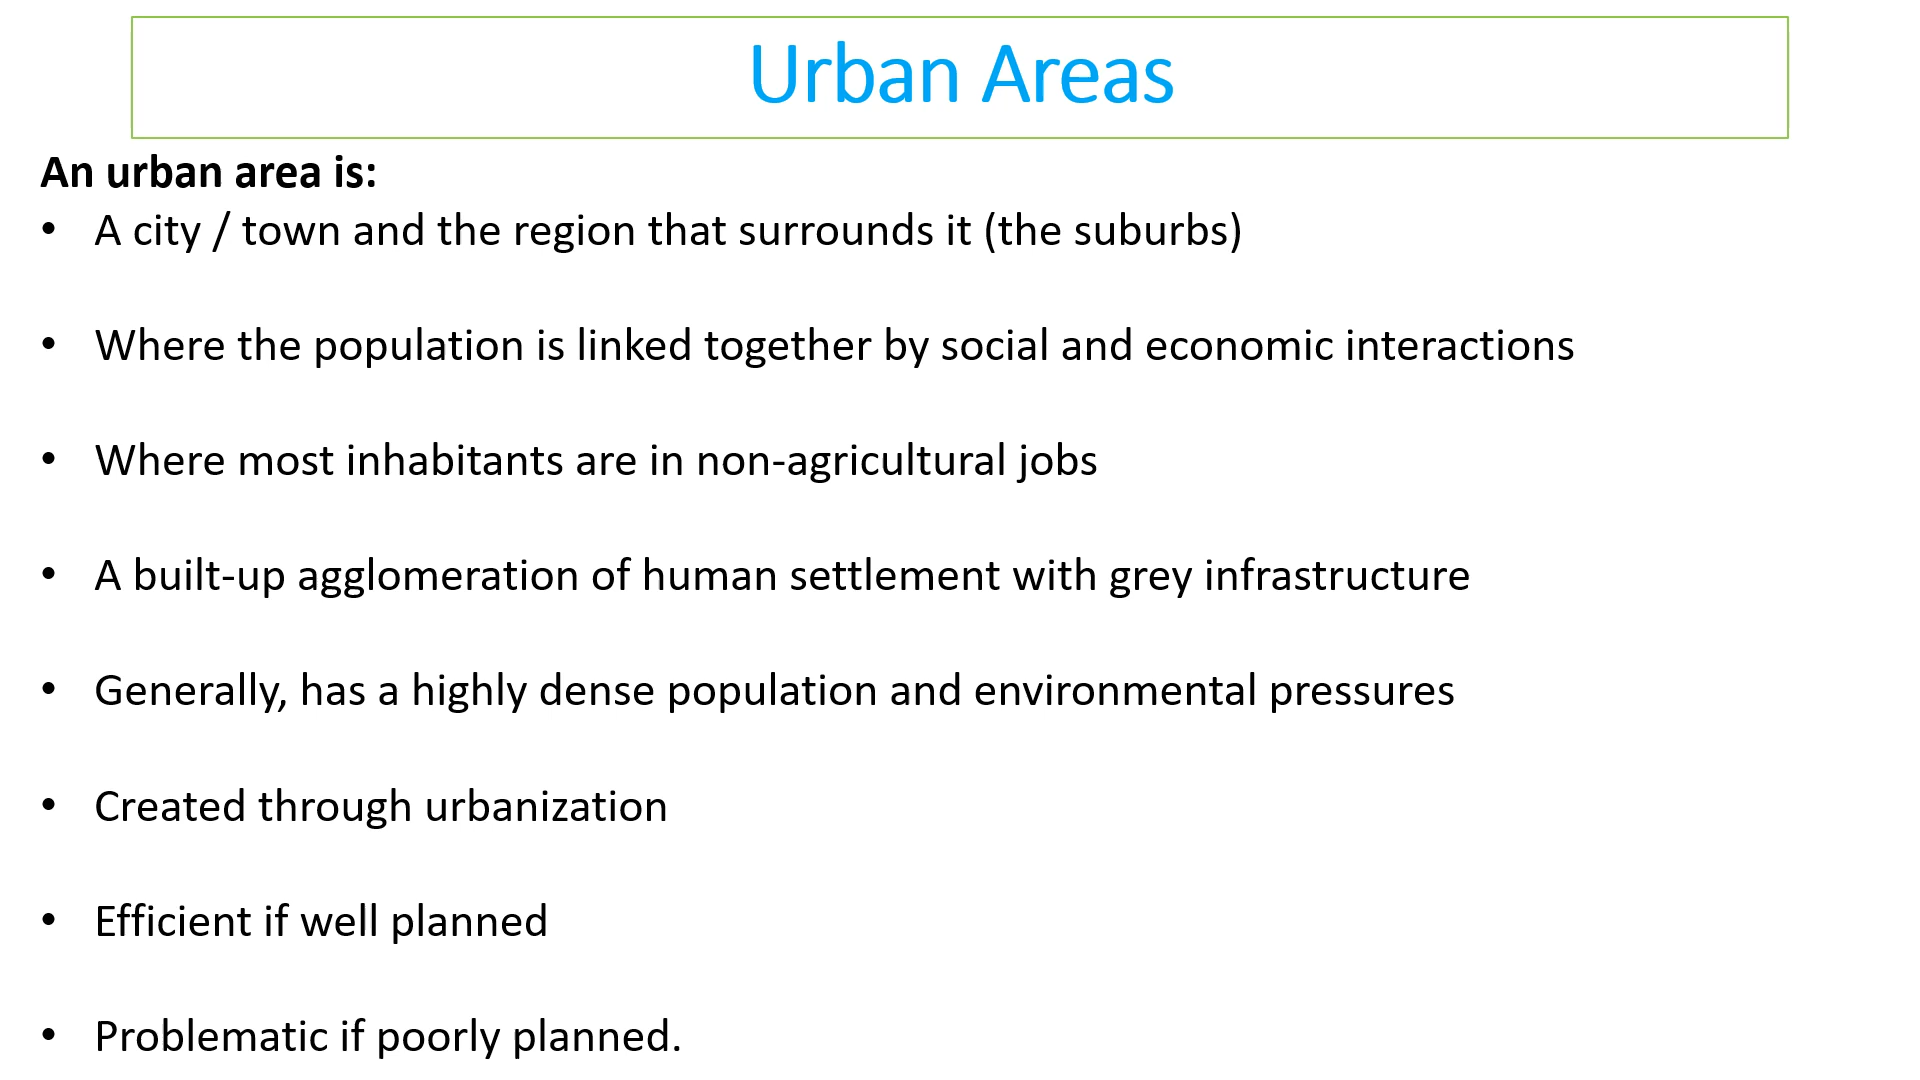 Urban Areas
An urban area is:
• A city / town and the region that surrounds it (the suburbs)
• Where the population is linked together by social and economic interactions
• Where most inhabitants are in non-agricultural jobs
• A built-up agglomeration of human settlement with grey infrastructure
• Generally, has a highly dense population and environmental pressures
• Created through urbanization
• Efficient if well planned
• Problematic if poorly planned.